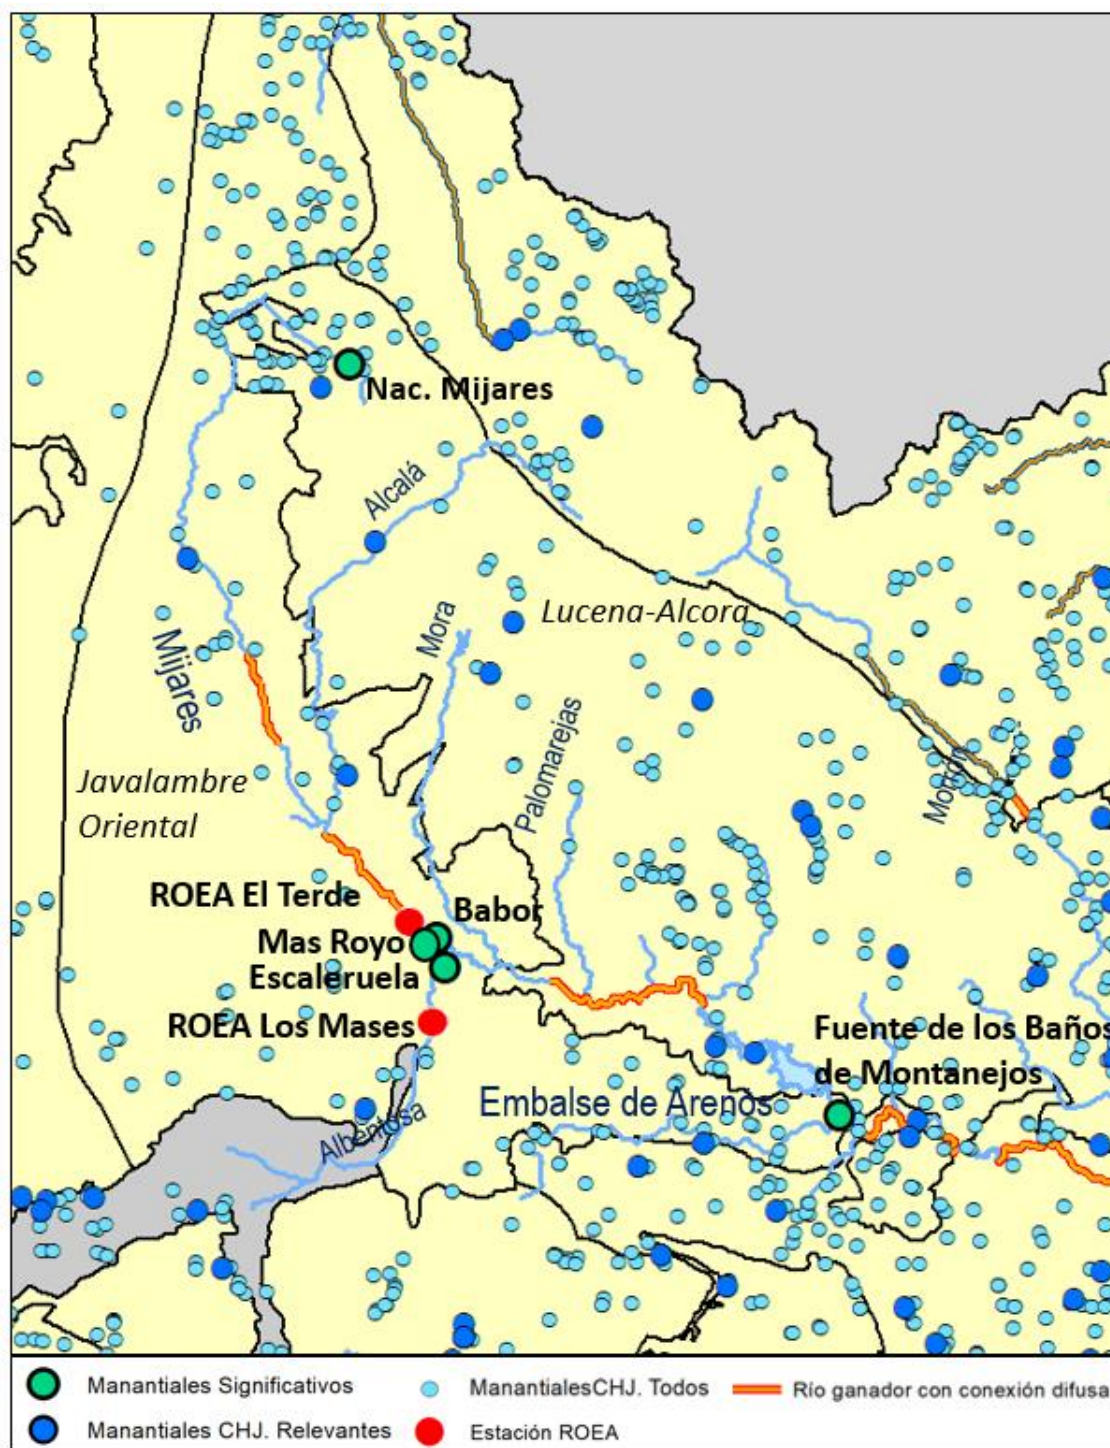 Nac. Mijares
Alcalá
Lucena-Alcora
Mora
Mijares
Palomarejas
Javalambre
Oriental
ROEA El Terde
Babor
Mas Royo
Escaleruela
ROEA Los Mases
Fuente de los Baños
de Montanejos
Embalse de Arenos
Albentosa
Manantiales Significativos
ManantialesCHJ. Todos
Río ganador con conexión difusa
Manantiales CHJ. Relevantes
Estación ROEA